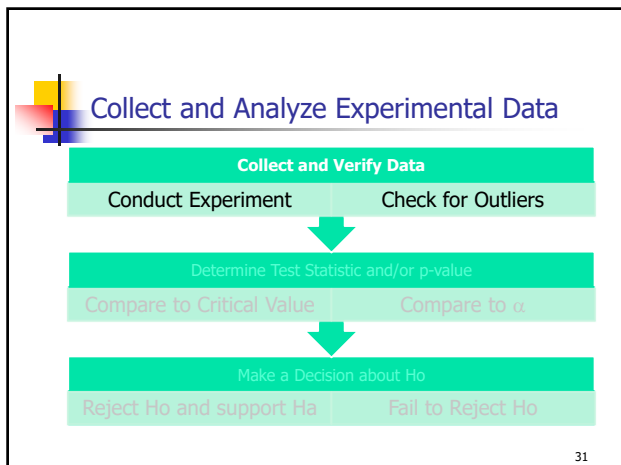 Collect and Analyze Experimental Data
Collect and Verify Data
Conduct Experiment Check for Outliers
Determine Test Statistic and/or p-value
Compare to Critical Value Compare to α
Make a Decision about Ho
Reject Ho and support Ha Fail to Reject Ho
31